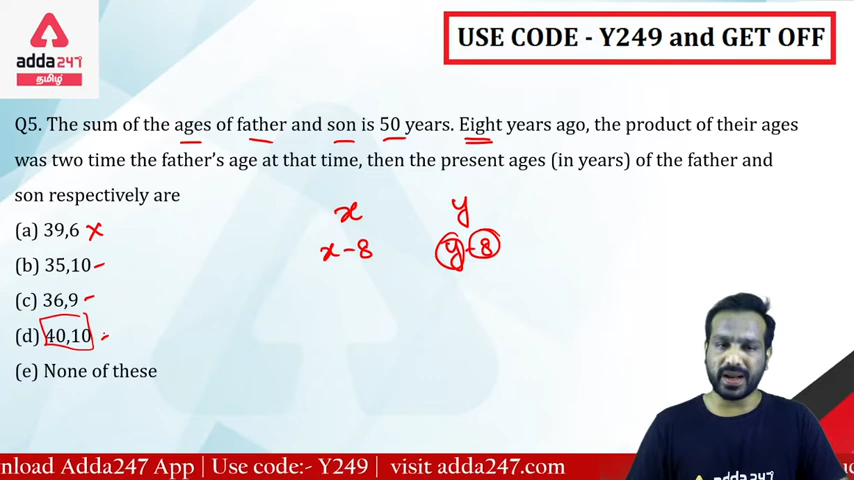 USE CODE - Y249 and GET OFF
adda247
தமிழ்
Q5. The sum of the ages of father and son is 50 years. Eight years ago, the product of their ages
was two time the father's age at that time, then the present ages (in years) of the father and
son respectively are
x y
(a) 39,6 x
x-8 y-8
(b) 35,10
(c) 36,9
(d) 40,10
(e) None of these
adda247
nload Adda247 App | Use code:- Y249 | visit adda247.com